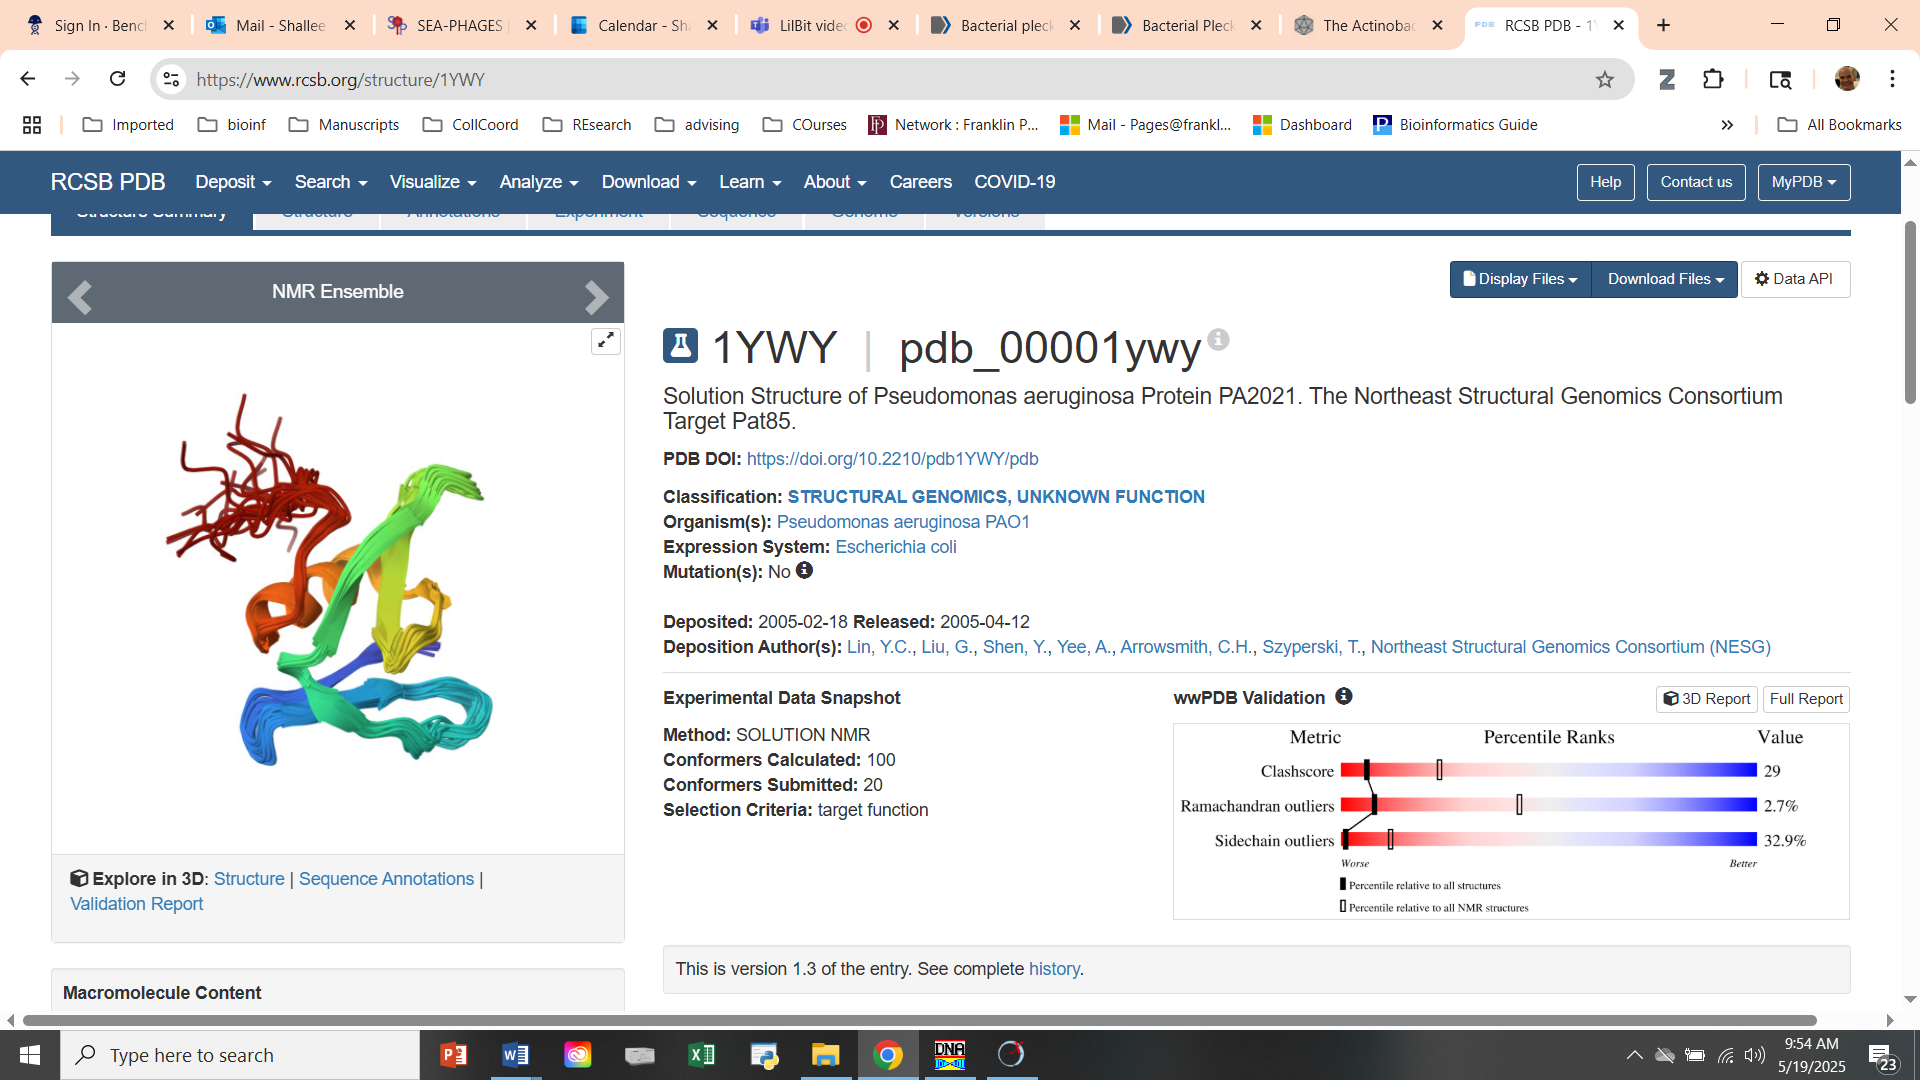 Sign In · Benc
Mail - Shallee
SEA-PHAGES
Calendar - Sh
LilBit vide
Bacterial pleck
Bacterial Pleck
The Actinobac
PDB
RCSB PDB - 1
https://www.rcsb.org/structure/1YWY
Imported
bioinf
Manuscripts
CollCoord
REsearch
advising
COurses
Network : Franklin P...
Mail - Pages@frankl...
Dashboard
Bioinformatics Guide
All Bookmarks
RCSB PDB Deposit Search Visualize Analyze Download Learn About Careers COVID-19 Help Contact us MyPDB
Structure Summary Structure Annotations Experiment Sequence Genome Versions
NMR Ensemble
Display Files Download Files Data API
1YWY | pdb_00001ywy
Solution Structure of Pseudomonas aeruginosa Protein PA2021. The Northeast Structural Genomics Consortium
Target Pat85.
PDB DOI: https://doi.org/10.2210/pdb1YWY/pdb
Classification: STRUCTURAL GENOMICS, UNKNOWN FUNCTION
Organism(s): Pseudomonas aeruginosa PAO1
Expression System: Escherichia coli
Mutation(s): No
Deposited: 2005-02-18 Released: 2005-04-12
Deposition Author(s): Lin, Y.C., Liu, G., Shen, Y., Yee, A., Arrowsmith, C.H., Szyperski, T., Northeast Structural Genomics Consortium (NESG)
Experimental Data Snapshot
Method: SOLUTION NMR
Conformers Calculated: 100
Conformers Submitted: 20
Selection Criteria: target function
wwPDB Validation
3D Report Full Report
Metric Percentile Ranks Value
Clashscore 29
Ramachandran outliers 2.7%
Sidechain outliers 32.9%
Worse Better
Percentile relative to all structures
Percentile relative to all NMR structures
Explore in 3D: Structure | Sequence Annotations |
Validation Report
This is version 1.3 of the entry. See complete history.
Macromolecule Content
Type here to search
DNA
9:54 AM
5/19/2025
23